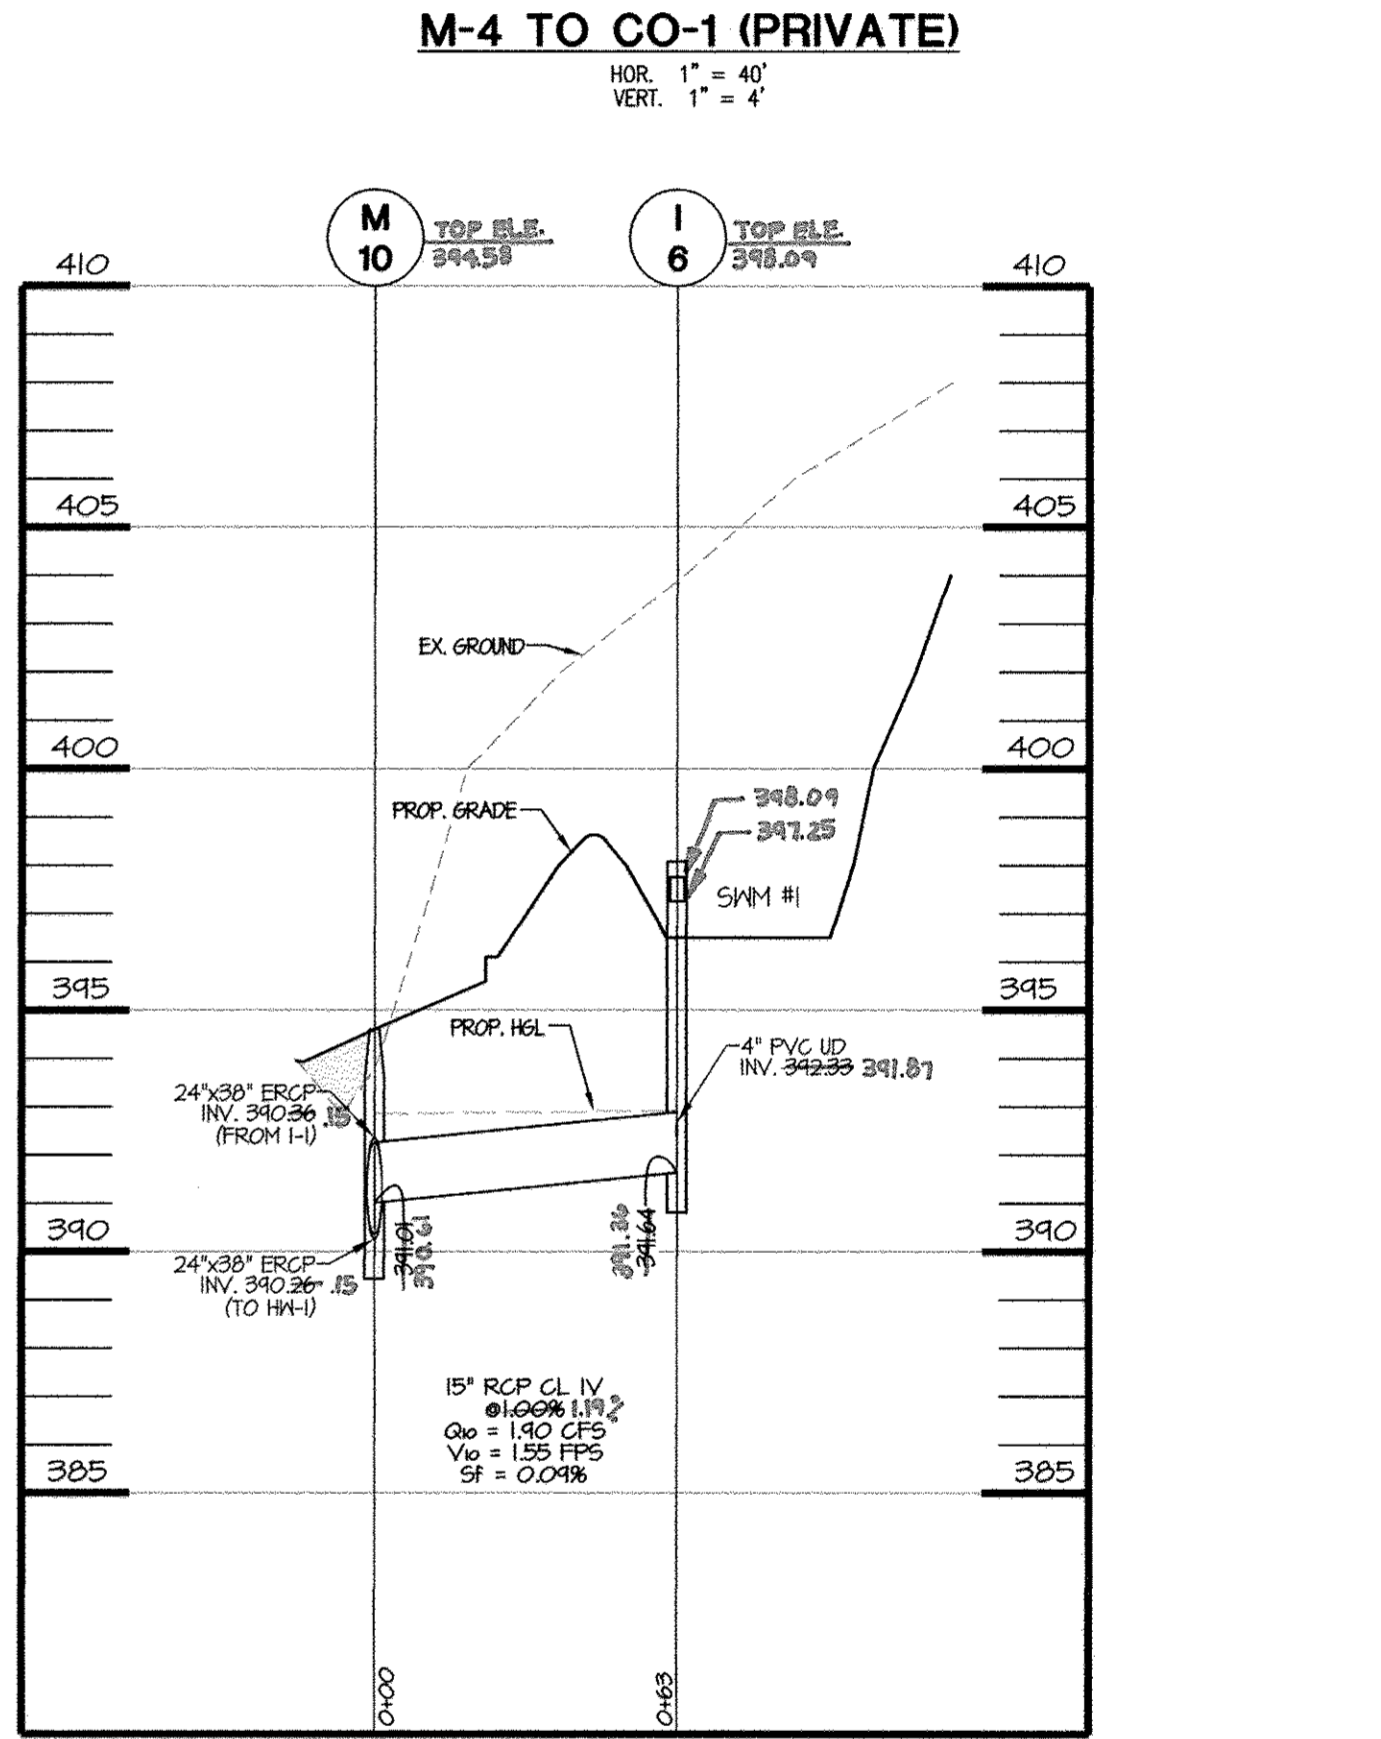 M-4 TO CO-1 (PRIVATE)
HOR. 1" = 40'
VERT. 1" = 4'
M
10
TOP ELE.
394.58
I
6
TOP ELE.
398.09
410
410
405
405
EX. GROUND
400
400
PROP. GRADE
398.09
397.25
SWM #1
395
395
PROP. HGL
4" PVC UD
INV. 392.33 391.87
24"x38" ERCP
INV. 390.36 .15
(FROM I-1)
390
390
24"x38" ERCP
INV. 390.26 .15
(TO HW-1)
391.01
390.61
391.36
391.64
15" RCP CL IV
@1.00% 1.19%
Q10 = 1.90 CFS
V10 = 1.55 FPS
Sf = 0.09%
385
385
0+00
0+63